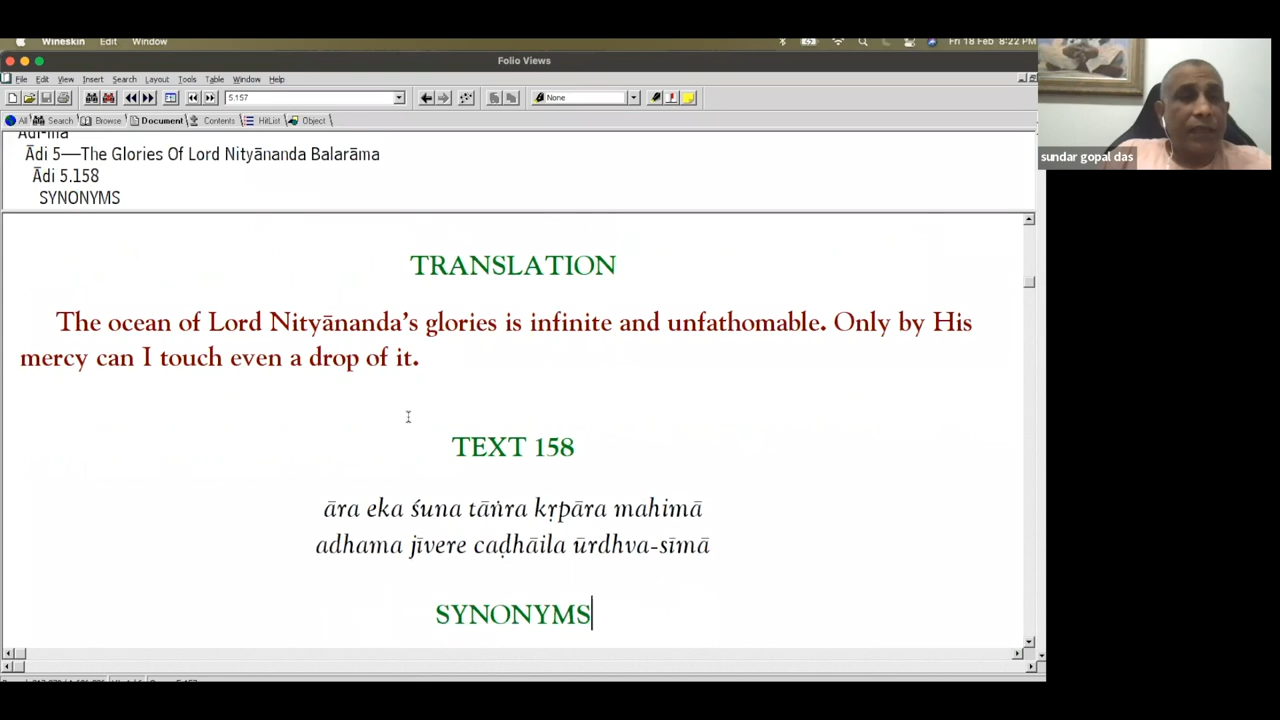 Wineskin Edit Window Fri 18 Feb 8:22 PM
Folio Views
File Edit View Insert Search Layout Tools Table Window Help
5.157 None
All Search Browse Document Contents HitList Object
Ādi 5—The Glories Of Lord Nityānanda Balarāma
Ādi 5.158
SYNONYMS
sundar gopal das
TRANSLATION
The ocean of Lord Nityānanda's glories is infinite and unfathomable. Only by His
mercy can I touch even a drop of it.
TEXT 158
āra eka śuna tāṅra kṛpāra mahimā
adhama jīvere caḍhāila ūrdhva-sīmā
SYNONYMS